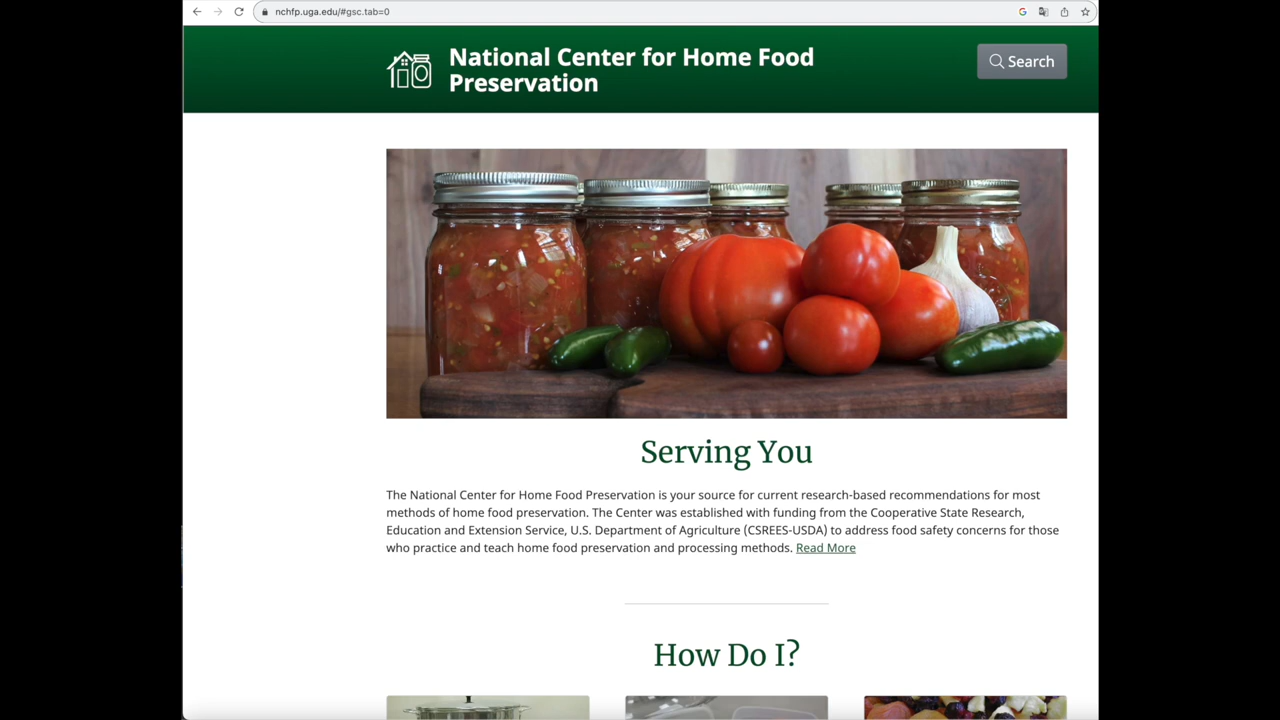 nchfp.uga.edu/#gsc.tab=0
National Center for Home Food
Preservation
Search
Serving You
The National Center for Home Food Preservation is your source for current research-based recommendations for most
methods of home food preservation. The Center was established with funding from the Cooperative State Research,
Education and Extension Service, U.S. Department of Agriculture (CSREES-USDA) to address food safety concerns for those
who practice and teach home food preservation and processing methods. Read More
How Do I?